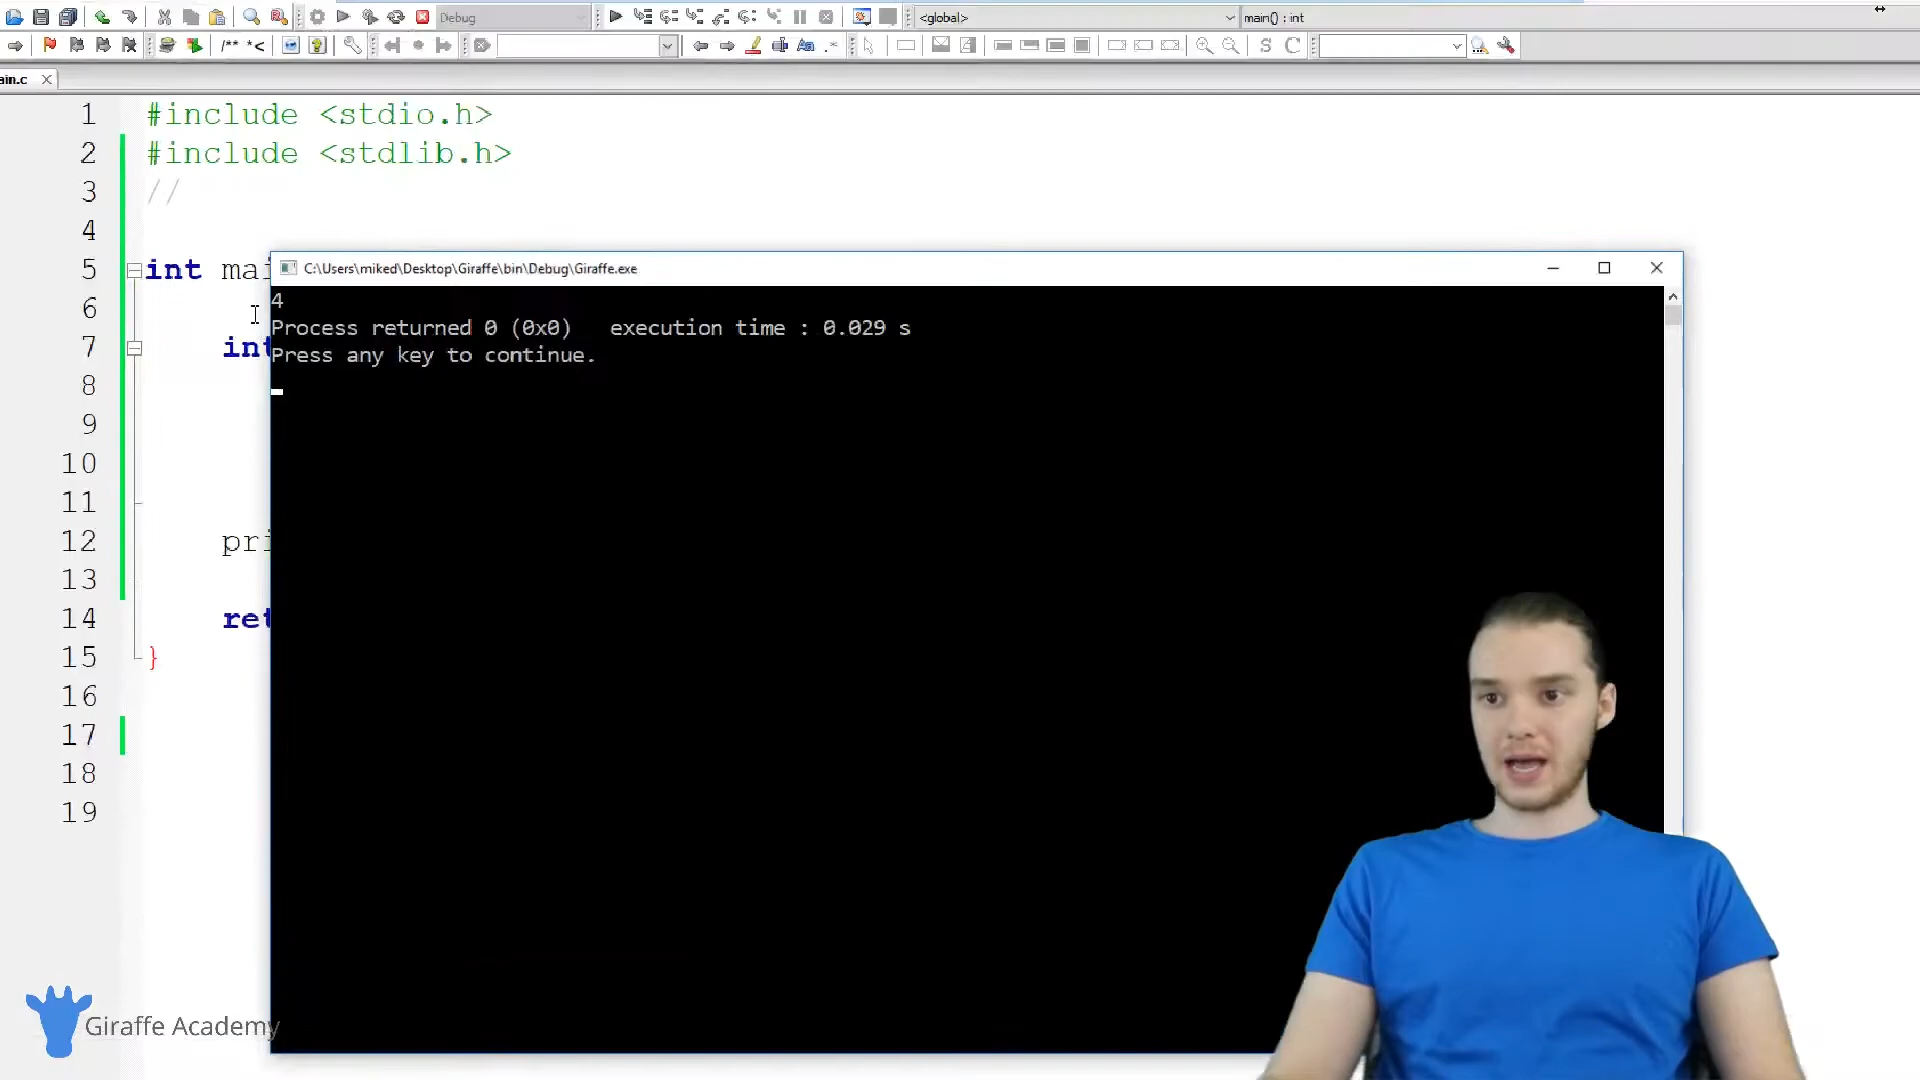 Debug
<global>
main() : int
/** *<
Aa .*
S C
ain.c
1 #include <stdio.h>
2 #include <stdlib.h>
3 //
4
5 int mai
6
7 int
8
9
10
11
12 pri
13
14 ret
15 }
16
17
18
19
C:\Users\miked\Desktop\Giraffe\bin\Debug\Giraffe.exe
4
Process returned 0 (0x0) execution time : 0.029 s
Press any key to continue.
Giraffe Academy